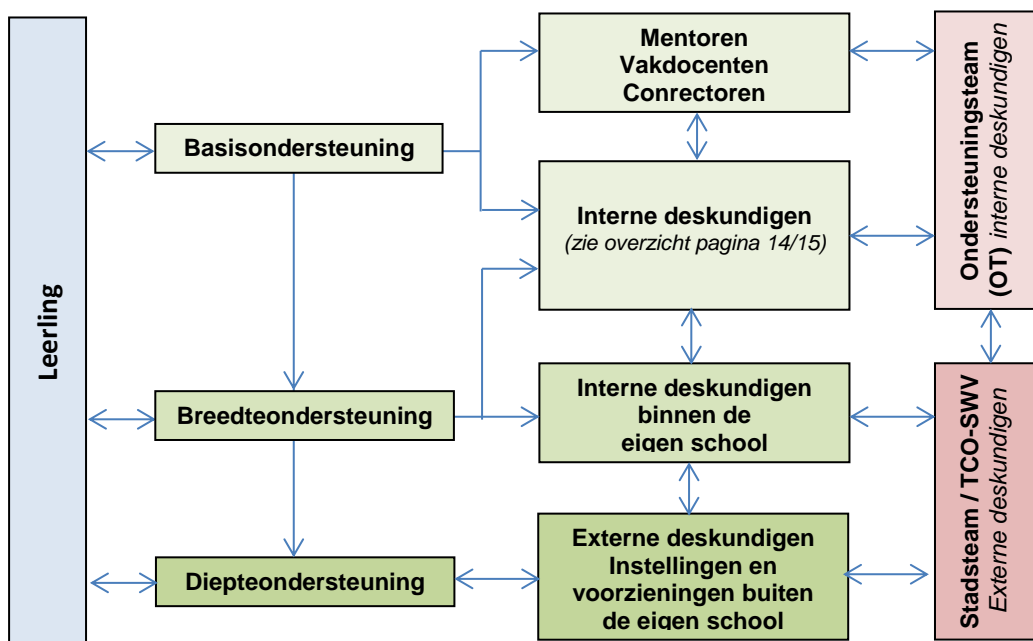 Leerling
Basisondersteuning
Breedteondersteuning
Diepteondersteuning
Mentoren
Vakdocenten
Conrectoren
Interne deskundigen
(zie overzicht pagina 14/15)
Interne deskundigen
binnen de
eigen school
Externe deskundigen
Instellingen en
voorzieningen buiten
de eigen school
Ondersteuningsteam
(OT) interne deskundigen
Stadsteam / TCO-SWV
Externe deskundigen